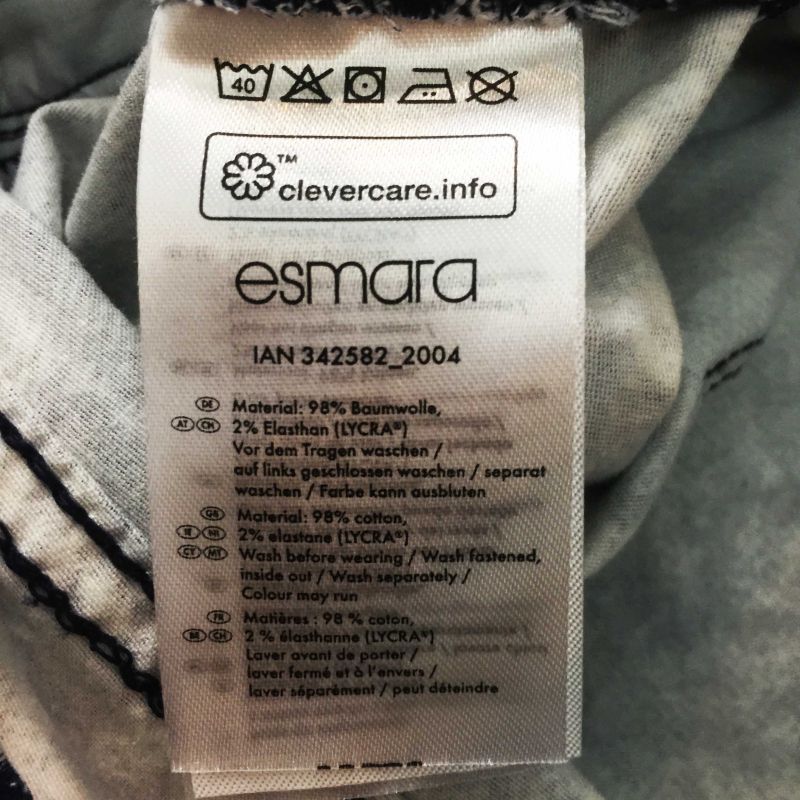 40
™
clevercare.info
esmara
IAN 342582_2004
DE Material: 98% Baumwolle,
AT CH 2% Elasthan (LYCRA®)
Vor dem Tragen waschen /
auf links geschlossen waschen / separat
waschen / Farbe kann ausbluten
GB Material: 98% cotton,
IE NI 2% elastane (LYCRA®)
CY MT Wash before wearing / Wash fastened,
inside out / Wash separately /
Colour may run
FR Matières : 98 % coton,
BE CH 2 % élasthanne (LYCRA®)
Laver avant de porter /
laver fermé et à l'envers /
laver séparément / peut déteindre